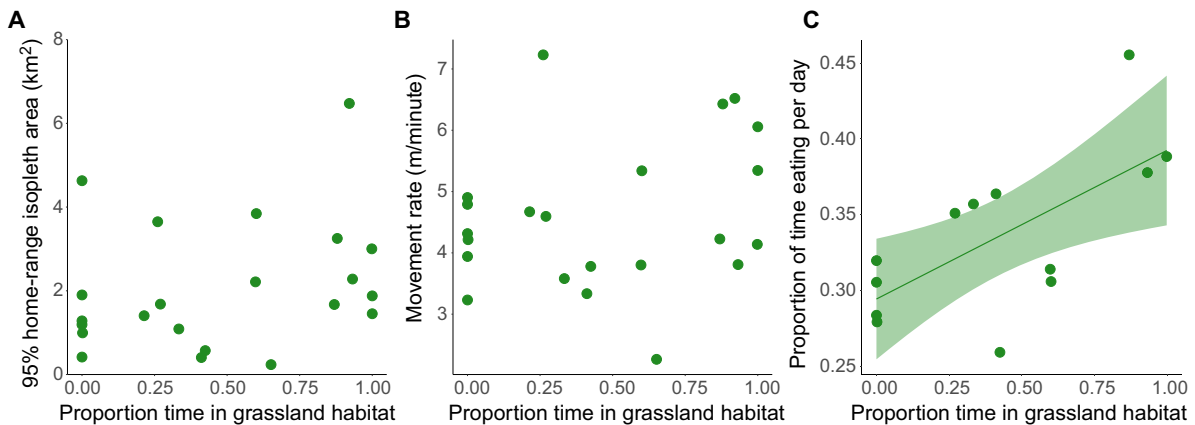 A
95% home-range isopleth area (km²)
8
6
4
2
0
0.00 0.25 0.50 0.75 1.00
Proportion time in grassland habitat
B
Movement rate (m/minute)
7
6
5
4
3
0.00 0.25 0.50 0.75 1.00
Proportion time in grassland habitat
C
Proportion of time eating per day
0.45
0.40
0.35
0.30
0.25
0.00 0.25 0.50 0.75 1.00
Proportion time in grassland habitat